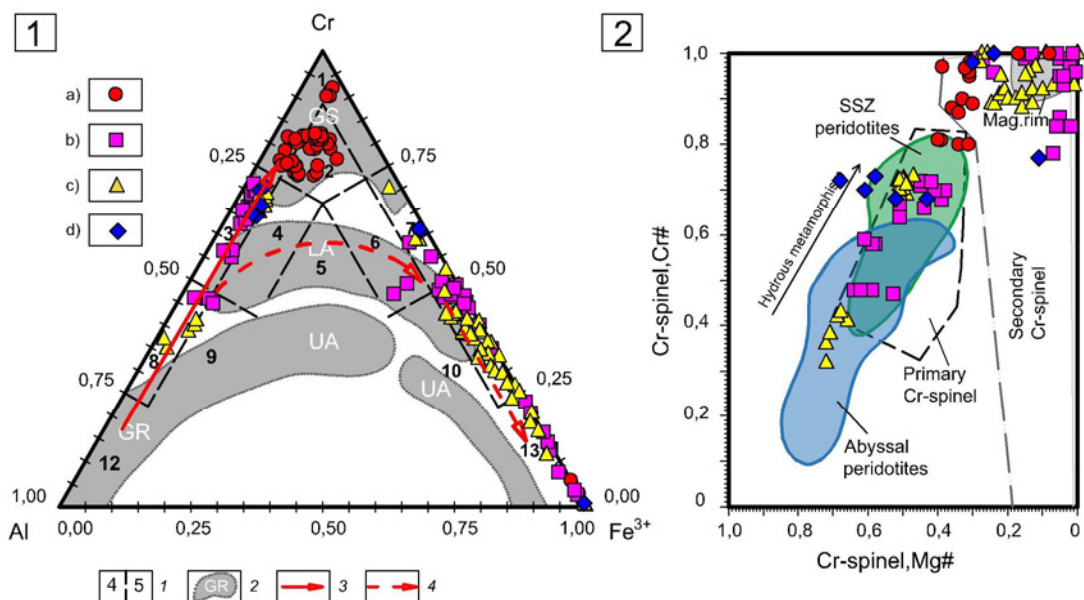 1
Cr
a)
b)
c)
d)
1
GS
0,25
0,75
2
3
4
7
LA
6
5
0,50
0,50
8
9
UA
UA
10
0,75
0,25
GR
12
13
1,00
0,00
Al
0,00
0,25
0,50
0,75
1,00
Fe3+
4 5 1
GR 2
3
4
2
1,0
0,8
0,6
0,4
0,2
0
Cr-spinel,Cr#
SSZ
peridotites
Mag.rim
Hydrous metamorphis
Secondary
Cr-spinel
Primary
Cr-spinel
Abyssal
peridotites
1,0
0,8
0,6
0,4
0,2
0
Cr-spinel,Mg#